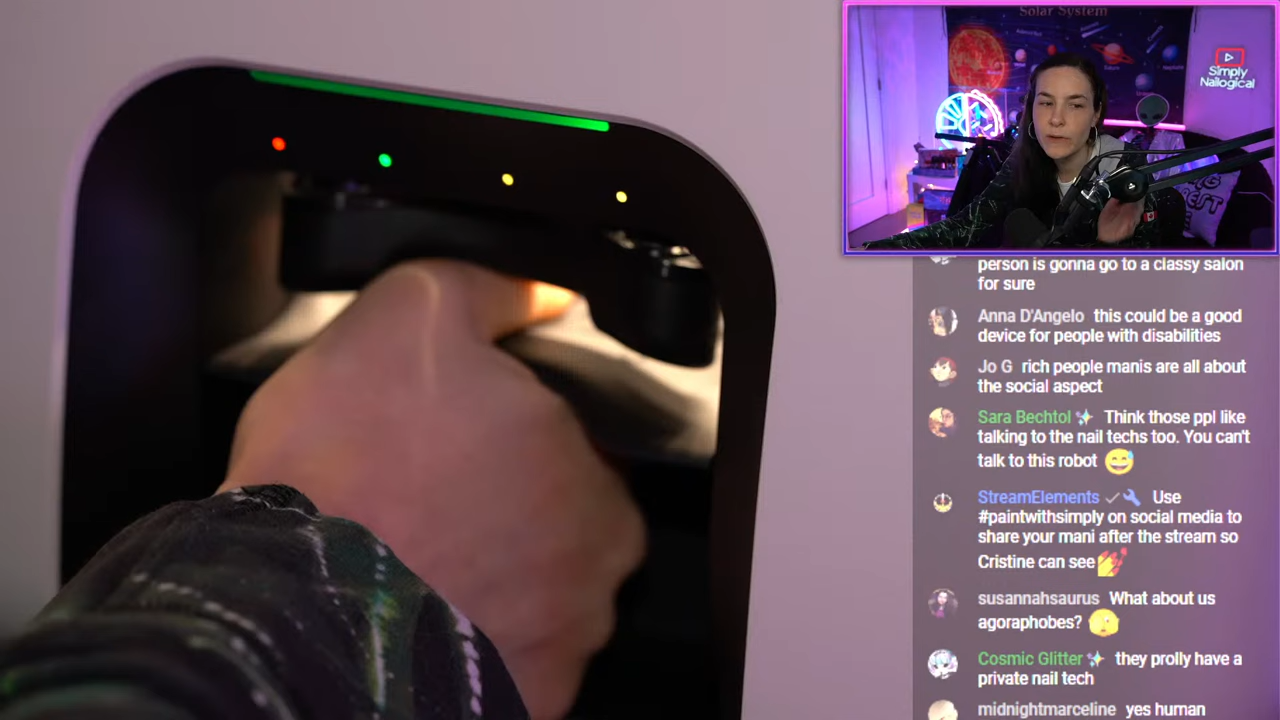 Solar System
Simply
Nailogical
person is gonna go to a classy salon
for sure
Anna D'Angelo this could be a good
device for people with disabilities
Jo G rich people manis are all about
the social aspect
Sara Bechtol Think those ppl like
talking to the nail techs too. You can't
talk to this robot
StreamElements Use
#paintwithsimply on social media to
share your mani after the stream so
Cristine can see
susannahsaurus What about us
agoraphobes?
Cosmic Glitter they prolly have a
private nail tech
midnightmarceline yes human